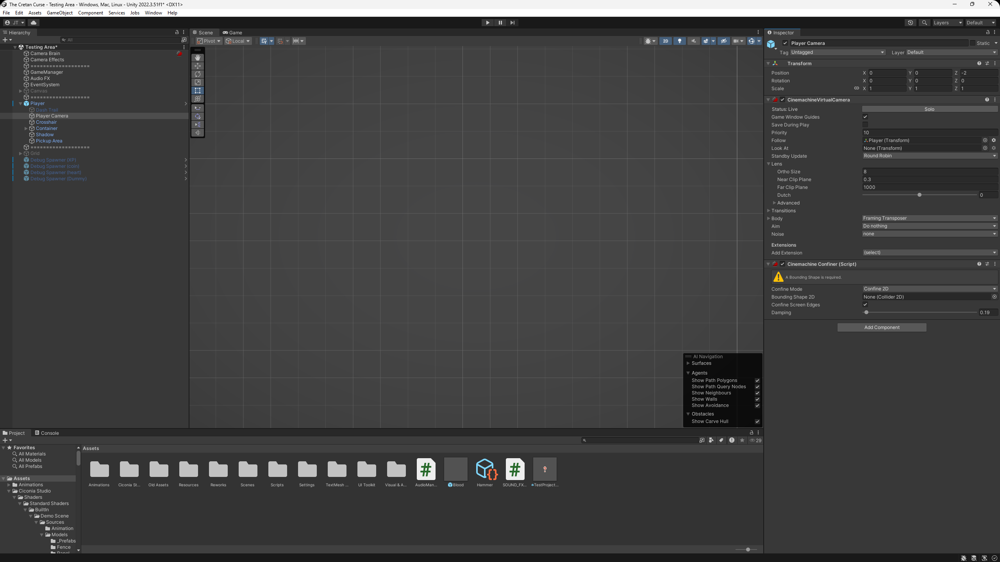 The Cretan Curse - Testing Area - Windows, Mac, Linux - Unity 2022.3.51f1* <DX11>
File Edit Assets GameObject Component Services Jobs Window Help
JT
Layers Default
Hierarchy
All
Testing Area*
Camera Brain
Camera Effects
===================
GameManager
Audio FX
EventSystem
Canvas
===================
Player
Dash Trail
Player Camera
Crosshair
Container
Shadow
Pickup Area
===================
Grid
Debug Spawner (XP)
Debug Spawner (coin)
Debug Spawner (heart)
Debug Spawner (Dummy)
Scene Game
Pivot Local 2D
AI Navigation
Surfaces
Agents
Show Path Polygons
Show Path Query Nodes
Show Neighbours
Show Walls
Show Avoidance
Obstacles
Show Carve Hull
Inspector
Player Camera Static
Tag Untagged Layer Default
Transform
Position X 0 Y 0 Z -2
Rotation X 0 Y 0 Z 0
Scale X 1 Y 1 Z 1
CinemachineVirtualCamera
Status: Live Solo
Game Window Guides
Save During Play
Priority 10
Follow Player (Transform)
Look At None (Transform)
Standby Update Round Robin
Lens
Ortho Size 8
Near Clip Plane 0.3
Far Clip Plane 1000
Dutch 0
Advanced
Transitions
Body Framing Transposer
Aim Do nothing
Noise none
Extensions
Add Extension (select)
Cinemachine Confiner (Script)
A Bounding Shape is required.
Confine Mode Confine 2D
Bounding Shape 2D None (Collider 2D)
Confine Screen Edges
Damping 0.19
Add Component
Project Console
29
Favorites
All Materials
All Models
All Prefabs
Assets
Animations
Ciconia Studio
Shaders
Standard Shaders
BuiltIn
Demo Scene
Sources
Animation
Models
_Prefabs
Fence
Assets
Animations Ciconia St... Old Assets Resources Reworks Scenes Scripts Settings TextMesh ... UI Toolkit Visual & A... AudioMan... Blood Hammer SOUND_FX... TestProject...